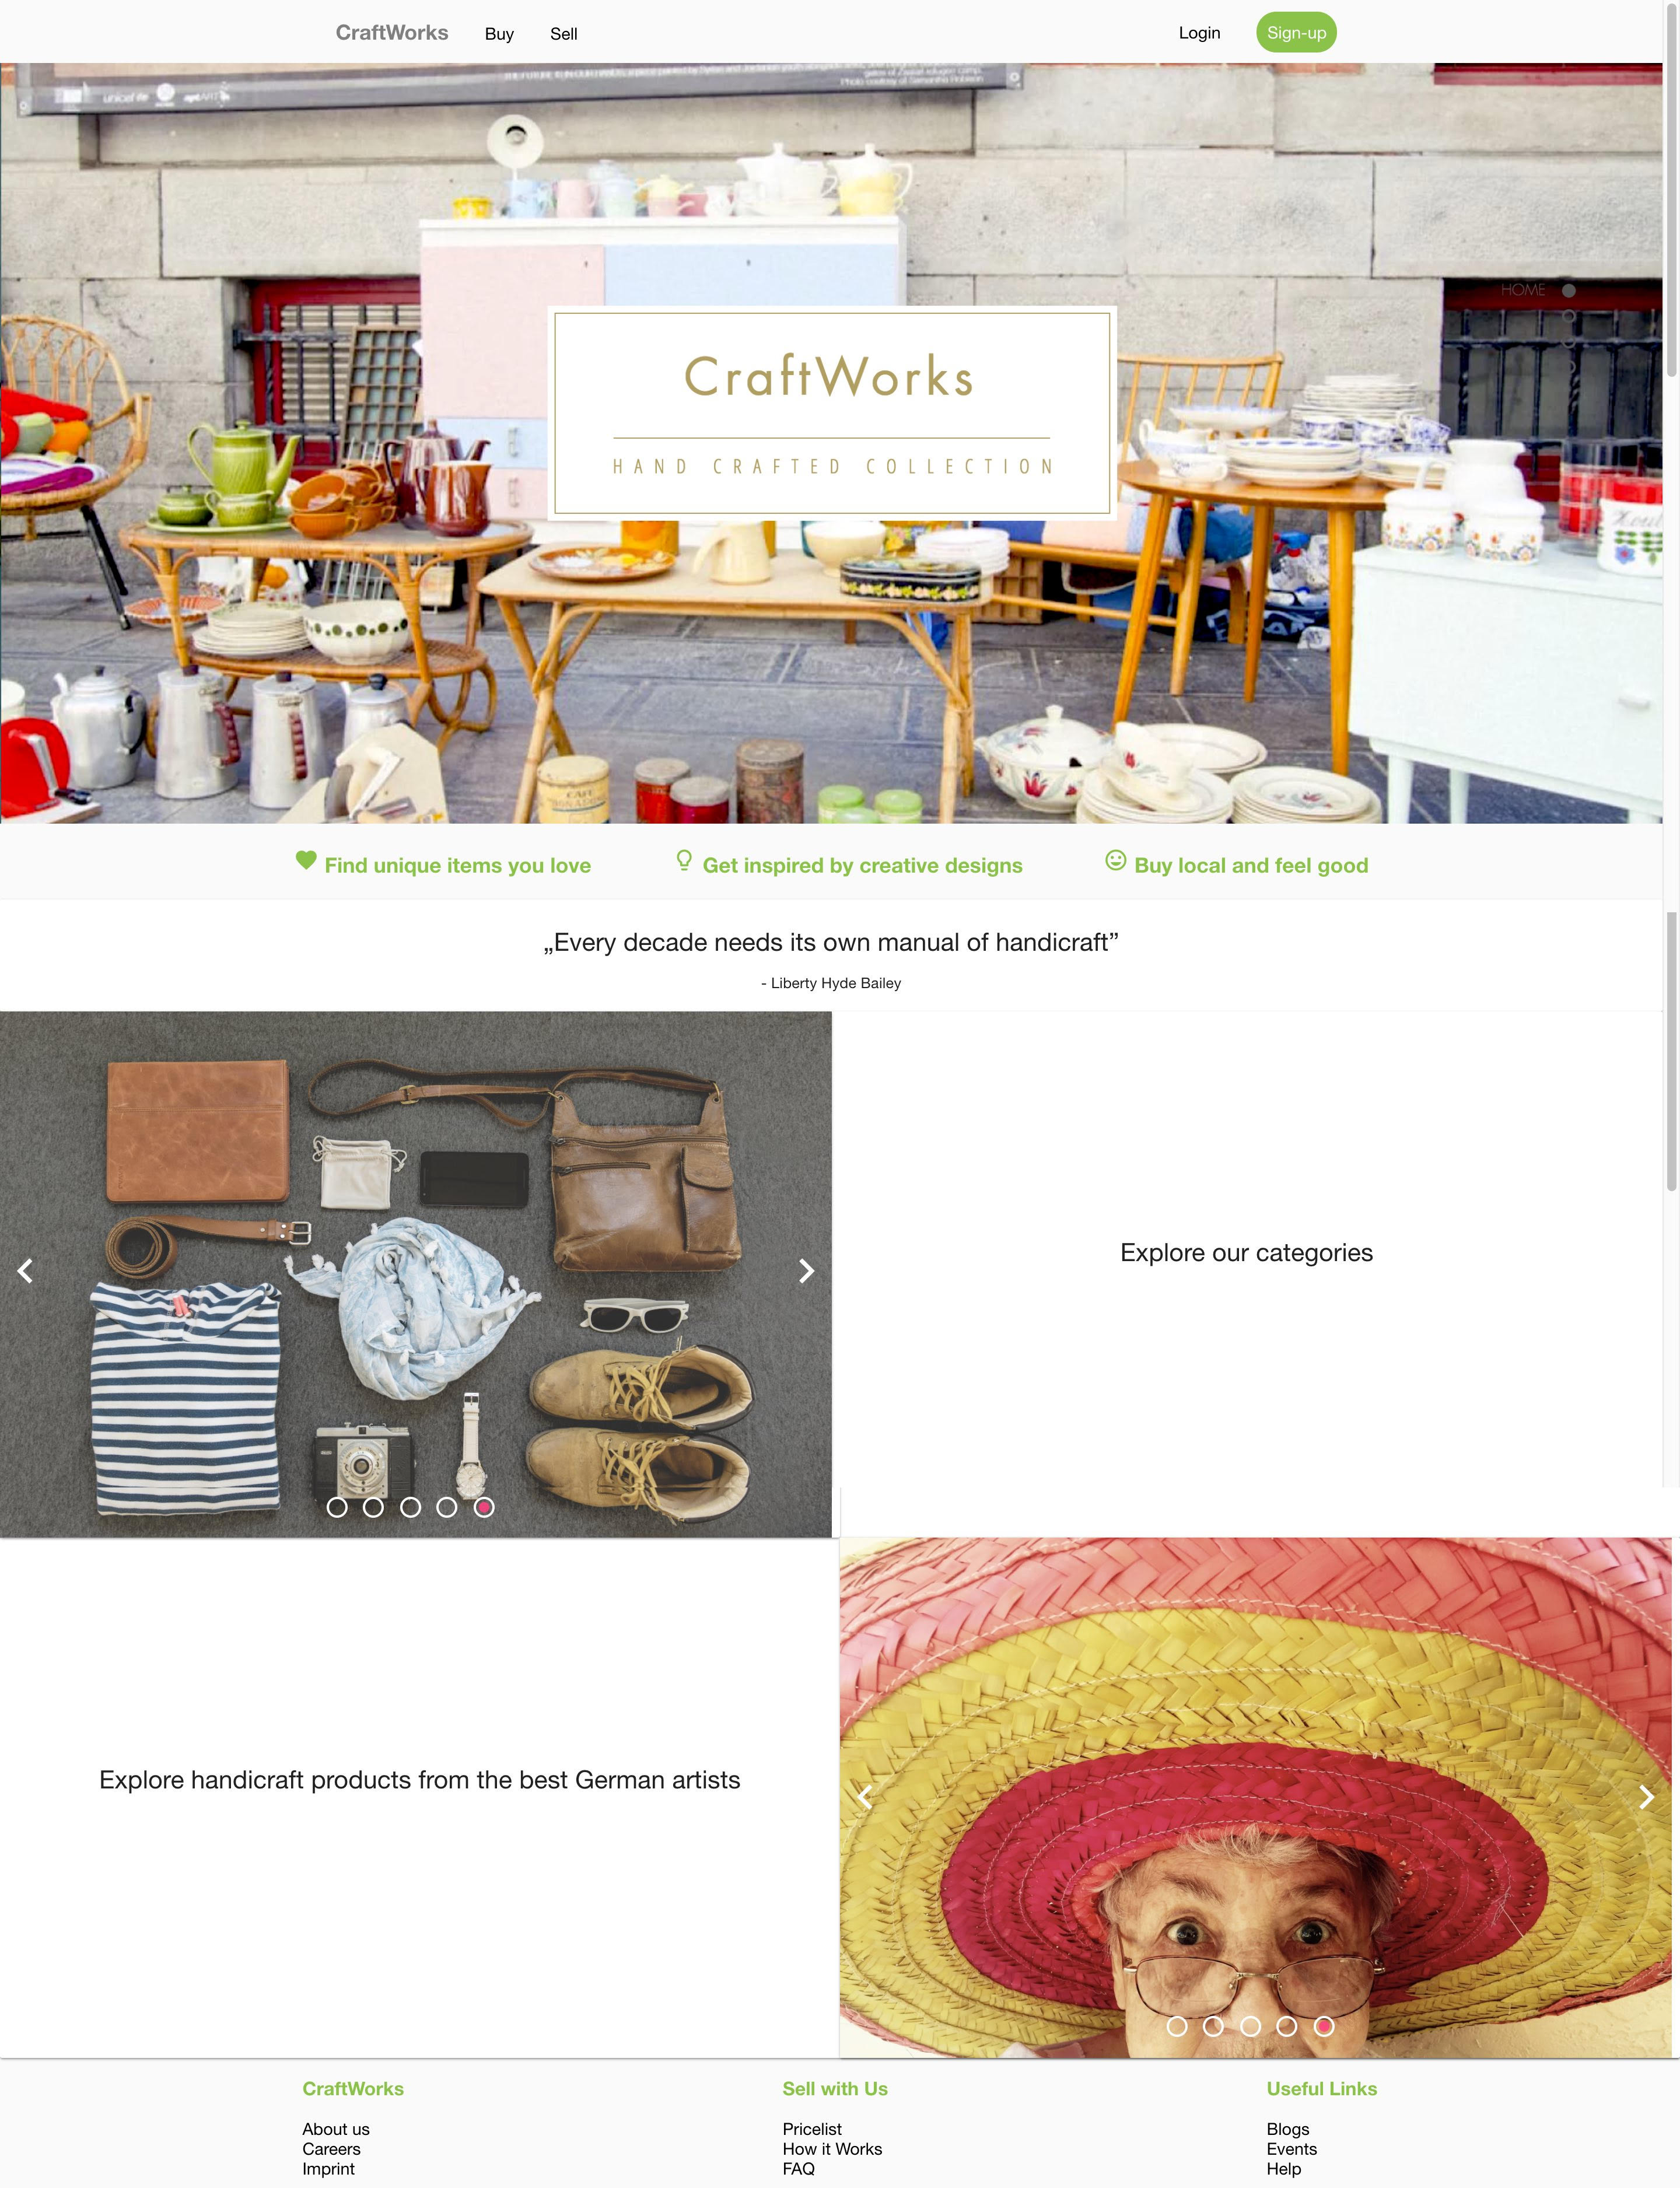 CraftWorks
Buy
Sell
Login
Sign-up
unicef
aptART
HOME
CraftWorks
HAND CRAFTED COLLECTION
Find unique items you love
Get inspired by creative designs
Buy local and feel good
„Every decade needs its own manual of handicraft”
- Liberty Hyde Bailey
Explore our categories
Explore handicraft products from the best German artists
CraftWorks
About us
Careers
Imprint
Sell with Us
Pricelist
How it Works
FAQ
Useful Links
Blogs
Events
Help